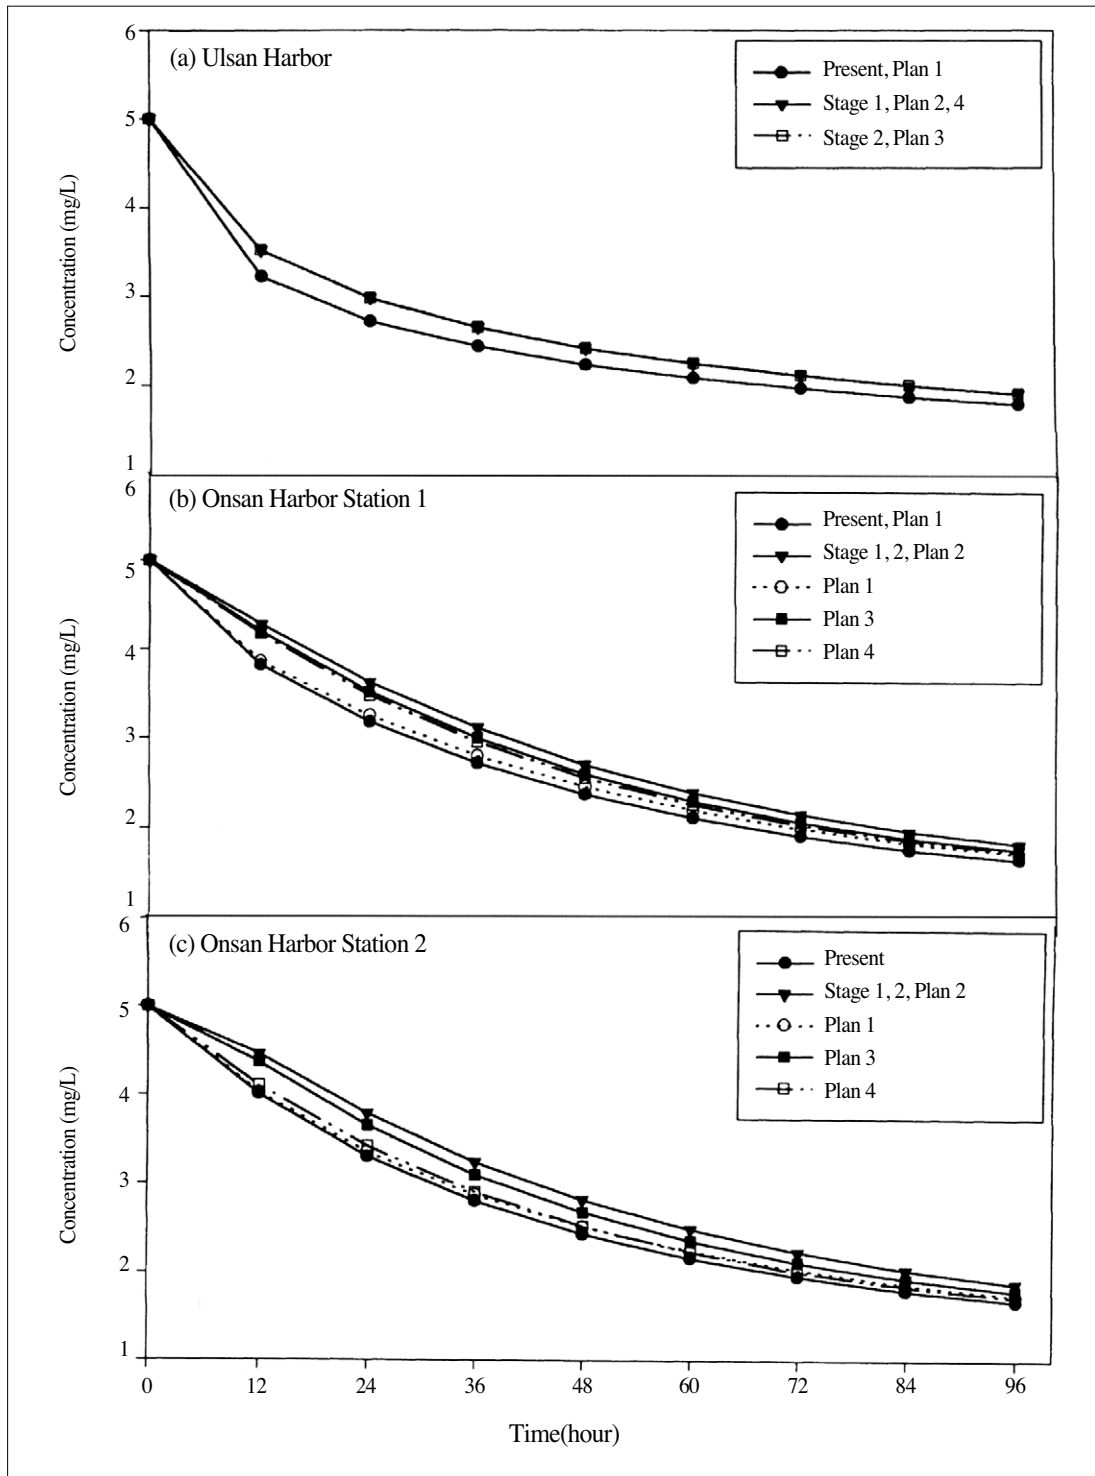 (a) Ulsan Harbor
Present, Plan 1
Stage 1, Plan 2, 4
Stage 2, Plan 3
Concentration (mg/L)
6
5
4
3
2
1
(b) Onsan Harbor Station 1
Present, Plan 1
Stage 1, 2, Plan 2
Plan 1
Plan 3
Plan 4
Concentration (mg/L)
6
5
4
3
2
1
(c) Onsan Harbor Station 2
Present
Stage 1, 2, Plan 2
Plan 1
Plan 3
Plan 4
Concentration (mg/L)
6
5
4
3
2
1
0 12 24 36 48 60 72 84 96
Time(hour)